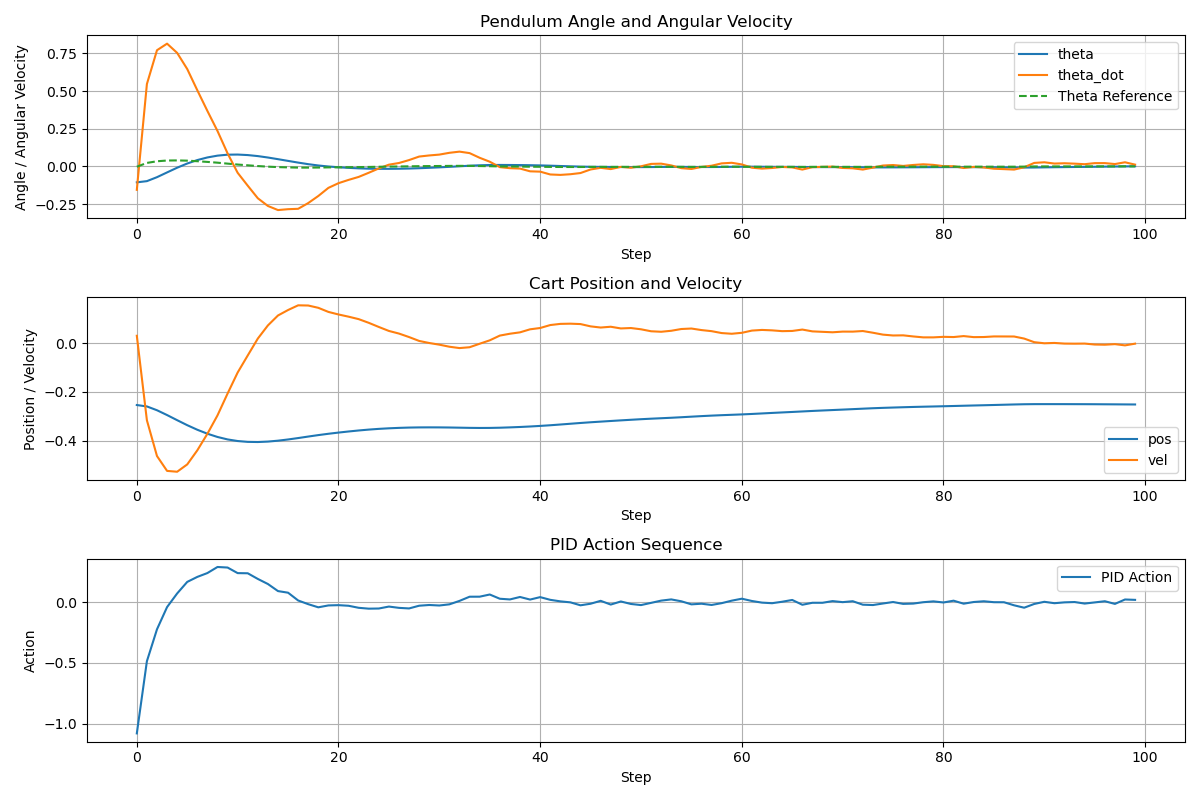 Pendulum Angle and Angular Velocity
Angle / Angular Velocity
0.75
0.50
0.25
0.00
−0.25
theta
theta_dot
Theta Reference
0 20 40 60 80 100
Step
Cart Position and Velocity
Position / Velocity
0.0
−0.2
−0.4
pos
vel
0 20 40 60 80 100
Step
PID Action Sequence
Action
0.0
−0.5
−1.0
PID Action
0 20 40 60 80 100
Step